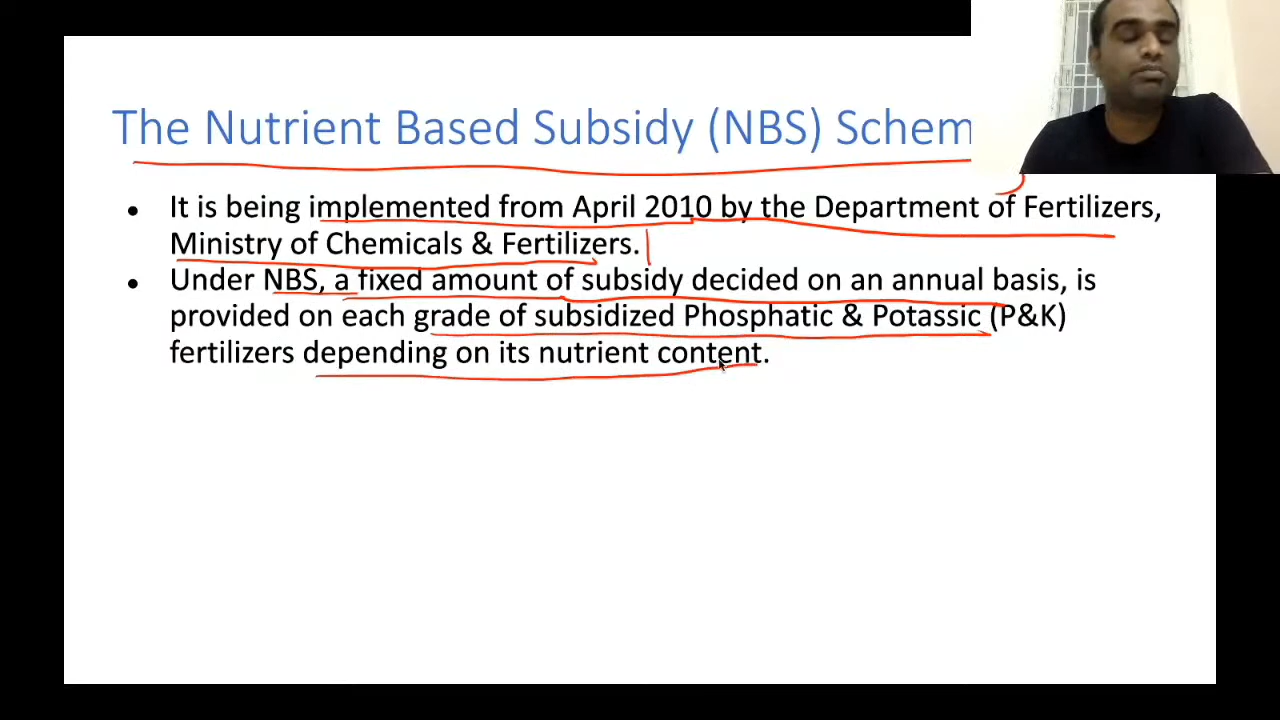 The Nutrient Based Subsidy (NBS) Schem
• It is being implemented from April 2010 by the Department of Fertilizers,
Ministry of Chemicals & Fertilizers.
• Under NBS, a fixed amount of subsidy decided on an annual basis, is
provided on each grade of subsidized Phosphatic & Potassic (P&K)
fertilizers depending on its nutrient content.